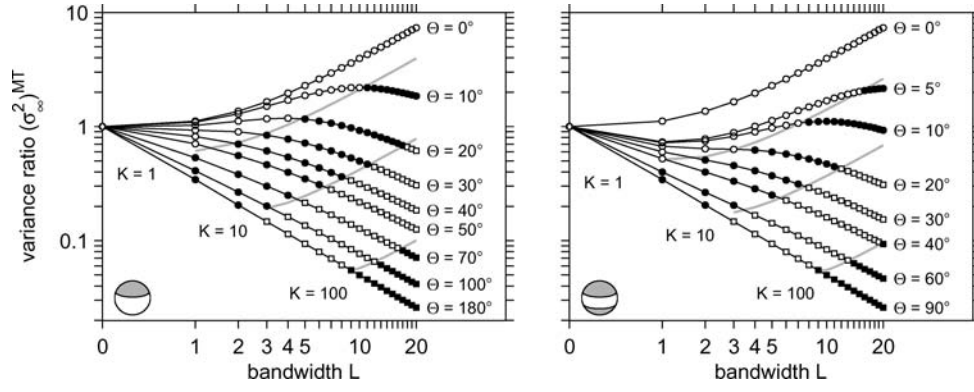 10
1
0.1
variance ratio (σ²∞)ᴹᵀ
K = 1
K = 10
K = 100
Θ = 0°
Θ = 10°
Θ = 20°
Θ = 30°
Θ = 40°
Θ = 50°
Θ = 70°
Θ = 100°
Θ = 180°
0 1 2 3 4 5 10 20
bandwidth L
K = 1
K = 10
K = 100
Θ = 0°
Θ = 5°
Θ = 10°
Θ = 20°
Θ = 30°
Θ = 40°
Θ = 60°
Θ = 90°
0 1 2 3 4 5 10 20
bandwidth L